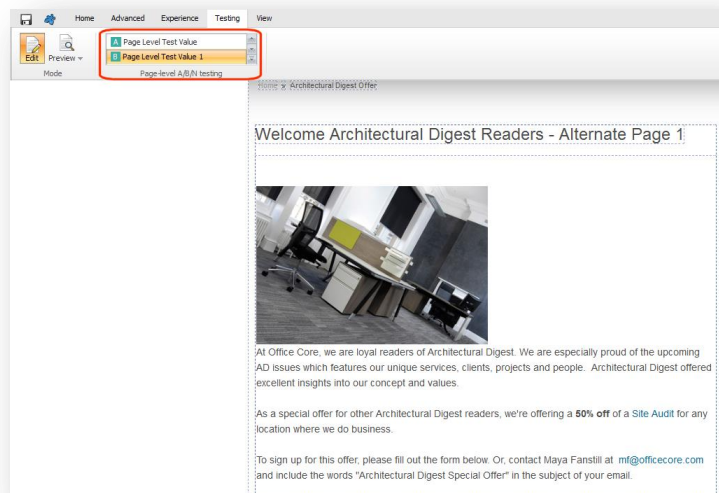 Home Advanced Experience Testing View
A Page Level Test Value
B Page Level Test Value 1
Edit Preview
Mode Page-level A/B/N testing
Home Architectural Digest Offer
Welcome Architectural Digest Readers - Alternate Page 1
At Office Core, we are loyal readers of Architectural Digest. We are especially proud of the upcoming
AD issues which features our unique services, clients, projects and people. Architectural Digest offered
excellent insights into our concept and values.
As a special offer for other Architectural Digest readers, we're offering a 50% off of a Site Audit for any
location where we do business.
To sign up for this offer, please fill out the form below. Or, contact Maya Fanstill at mf@officecore.com
and include the words "Architectural Digest Special Offer" in the subject of your email.